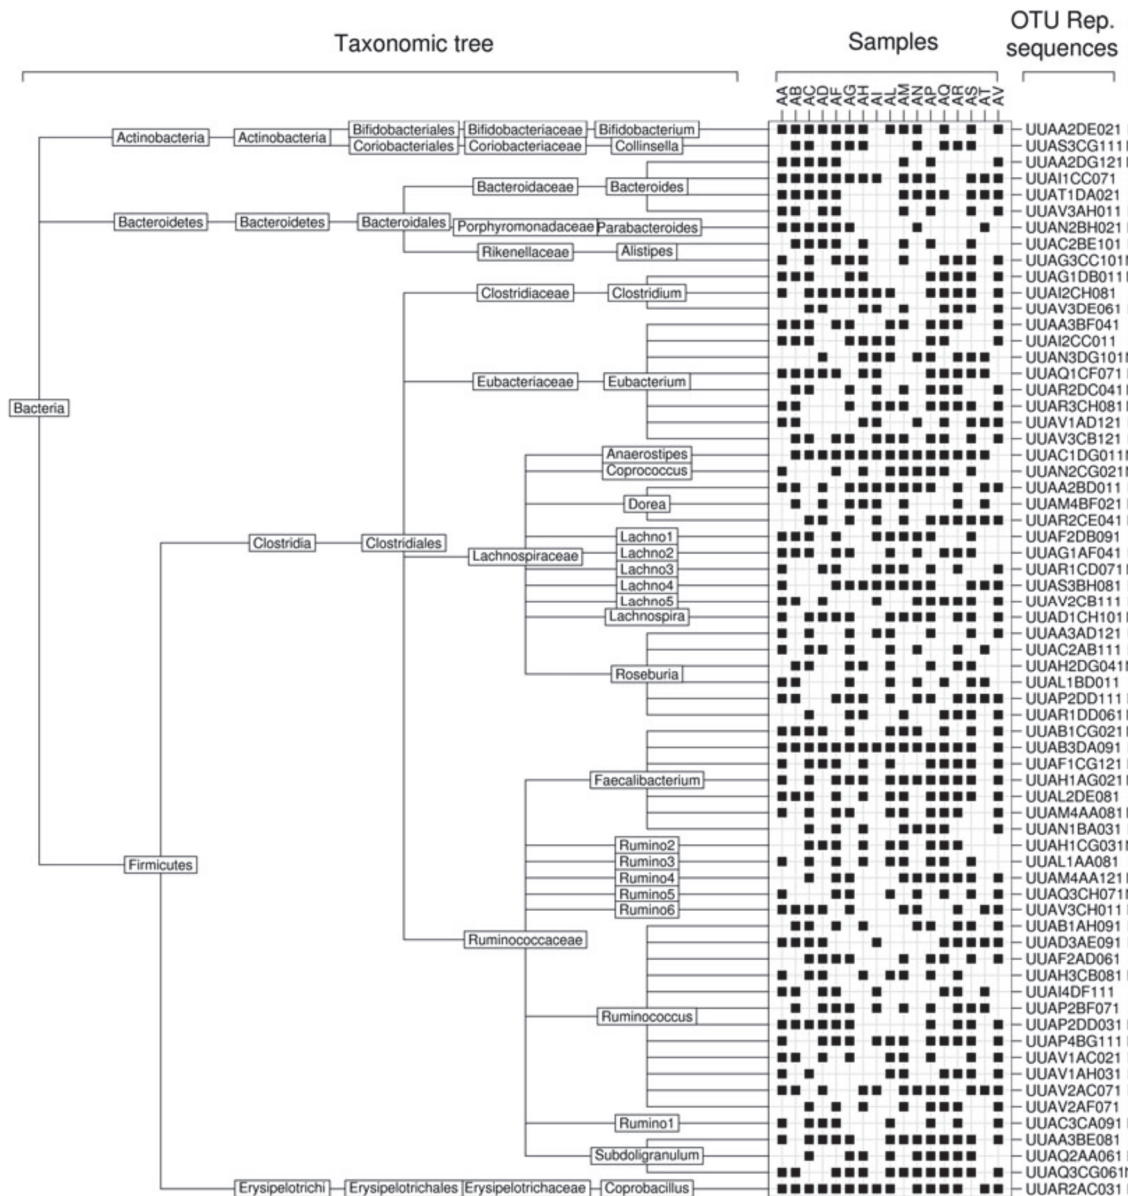 Taxonomic tree
Samples
OTU Rep.
sequences
AA AB AC AD AF AG AH AI AL AM AN AP AQ AR AS AT AV
Actinobacteria Actinobacteria Bifidobacteriales Bifidobacteriaceae Bifidobacterium UUAA2DE021
Coriobacteriales Coriobacteriaceae Collinsella UUAS3CG111
UUAA2DG121
UUAI1CC071
Bacteroidaceae Bacteroides
UUAT1DA021
UUAV3AH011
Bacteroidetes Bacteroidetes Bacteroidales
Porphyromonadaceae Parabacteroides UUAN2BH021
UUAC2BE101
Rikenellaceae Alistipes
UUAG3CC101
UUAG1DB011
Clostridiaceae Clostridium UUAI2CH081
UUAV3DE061
UUAA3BF041
UUAI2CC011
UUAN3DG101
UUAQ1CF071
Eubacteriaceae Eubacterium
UUAR2DC041
Bacteria
UUAR3CH081
UUAV1AD121
UUAV3CB121
Anaerostipes UUAC1DG011
Coprococcus UUAN2CG021
UUAA2BD011
Dorea UUAM4BF021
UUAR2CE041
Lachno1 UUAF2DB091
Clostridia Clostridiales
Lachnospiraceae
Lachno2 UUAG1AF041
Lachno3 UUAR1CD071
Lachno4 UUAS3BH081
Lachno5 UUAV2CB111
Lachnospira UUAD1CH101
UUAA3AD121
UUAC2AB111
UUAH2DG041
Roseburia
UUAL1BD011
UUAP2DD111
UUAR1DD061
UUAB1CG021
UUAB3DA091
UUAF1CG121
Faecalibacterium UUAH1AG021
UUAL2DE081
UUAM4AA081
UUAN1BA031
Rumino2 UUAH1CG031
Firmicutes
Rumino3 UUAL1AA081
Rumino4 UUAM4AA121
Rumino5 UUAQ3CH071
Rumino6 UUAV3CH011
UUAB1AH091
Ruminococcaceae
UUAD3AE091
UUAF2AD061
UUAH3CB081
UUAI4DF111
UUAP2BF071
Ruminococcus
UUAP2DD031
UUAP4BG111
UUAV1AC021
UUAV1AH031
UUAV2AC071
UUAV2AF071
Rumino1 UUAC3CA091
UUAA3BE081
Subdoligranulum UUAQ2AA061
UUAQ3CG061
Erysipelotrichi Erysipelotrichales Erysipelotrichaceae Coprobacillus UUAR2AC031